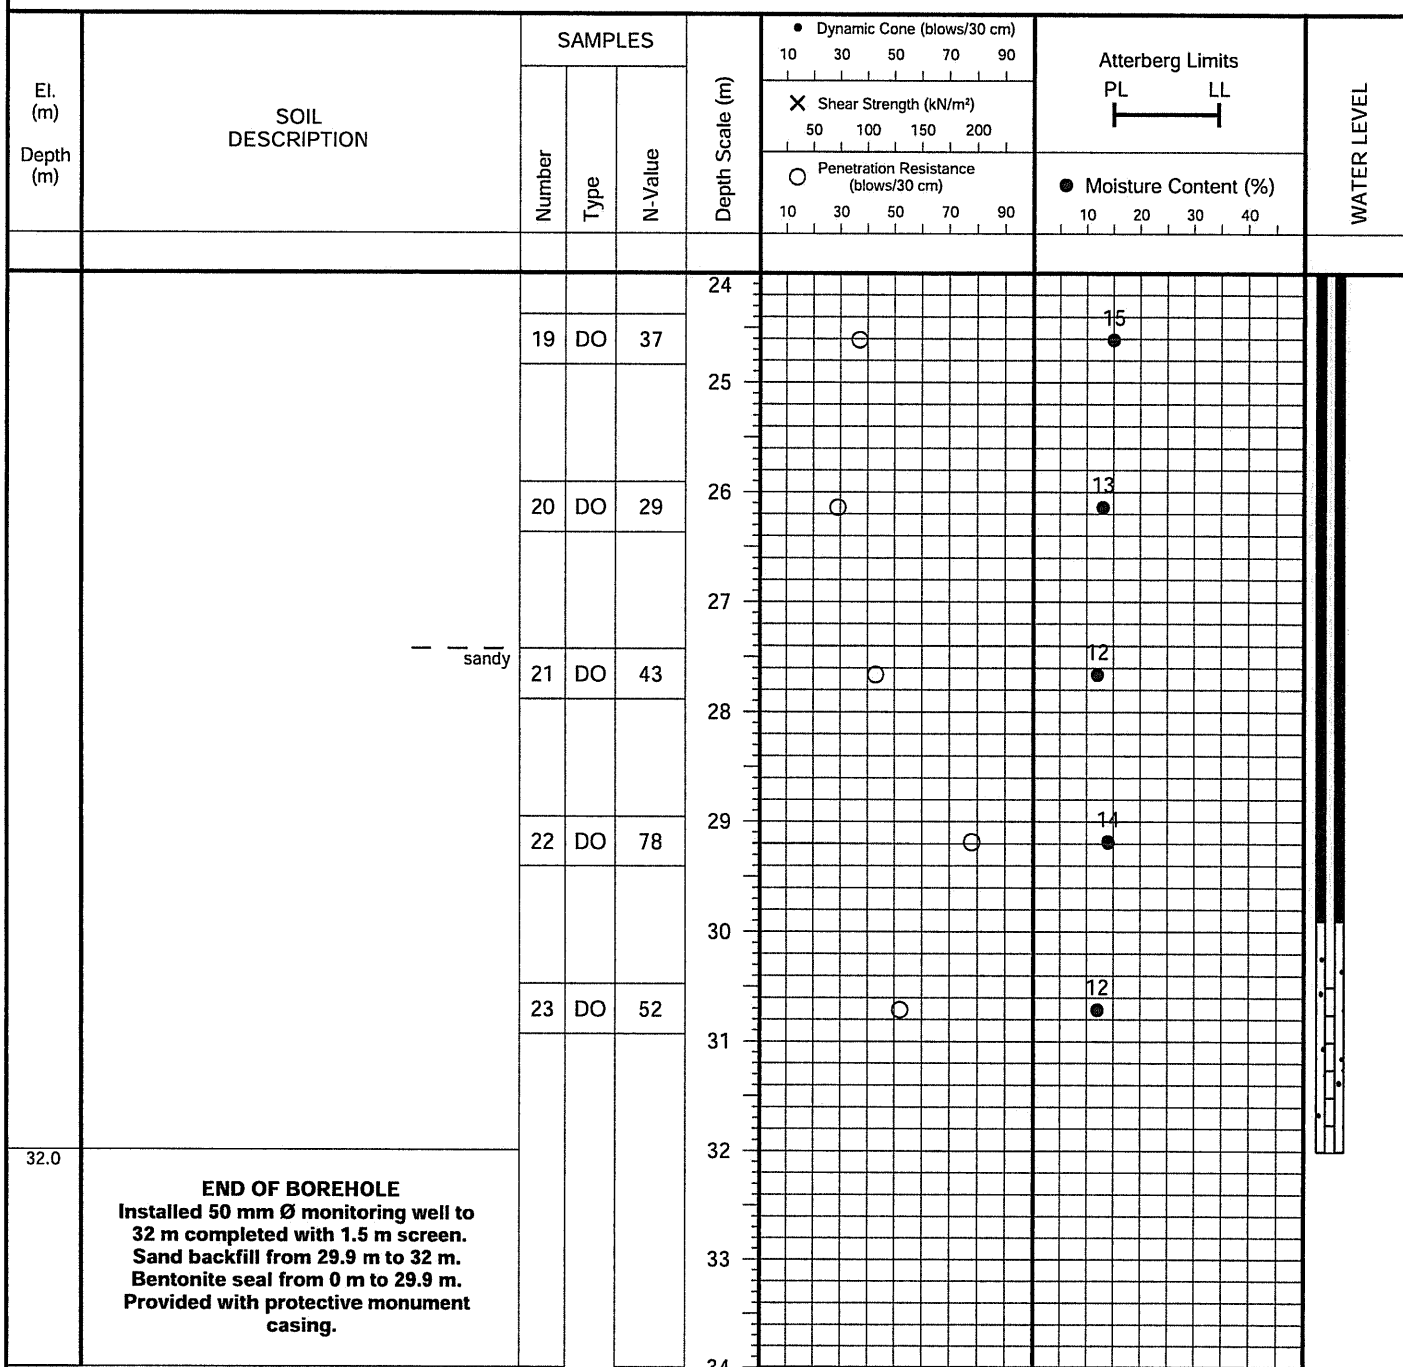 El.
(m)
Depth
(m)
SOIL
DESCRIPTION
SAMPLES
Number
Type
N-Value
Depth Scale (m)
Dynamic Cone (blows/30 cm)
10 30 50 70 90
Shear Strength (kN/m²)
50 100 150 200
Penetration Resistance
(blows/30 cm)
10 30 50 70 90
Atterberg Limits
PL LL
Moisture Content (%)
10 20 30 40
WATER LEVEL
24
19 DO 37 15
25
26
20 DO 29 13
27
sandy
21 DO 43 12
28
29
22 DO 78 14
30
23 DO 52 12
31
32
32.0
END OF BOREHOLE
Installed 50 mm Ø monitoring well to
32 m completed with 1.5 m screen.
Sand backfill from 29.9 m to 32 m.
Bentonite seal from 0 m to 29.9 m.
Provided with protective monument
casing.
33
34